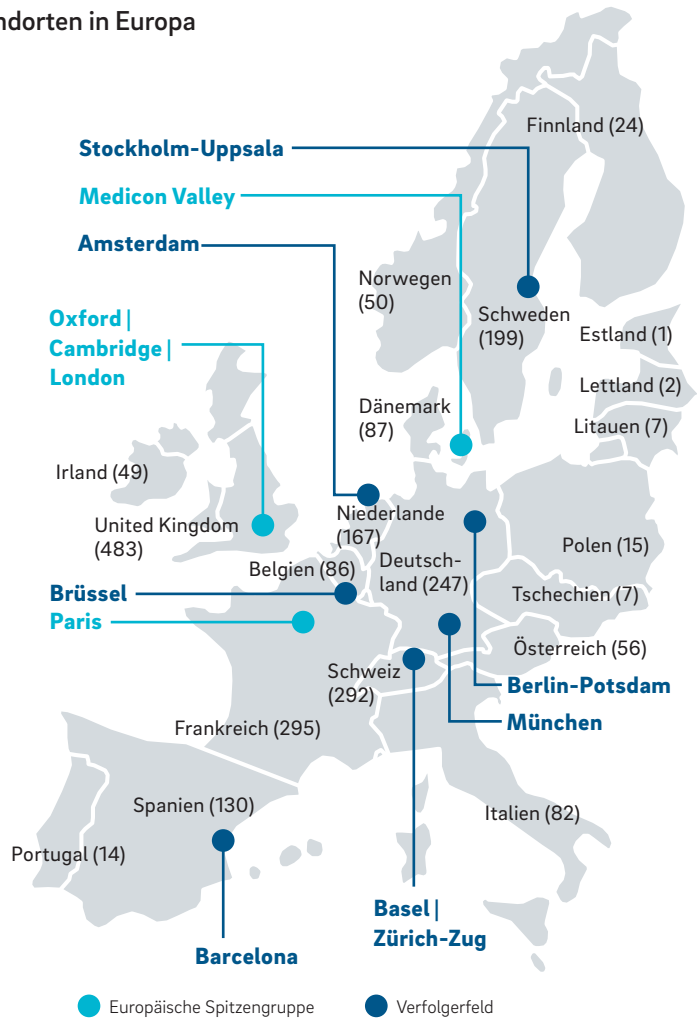 ndorten in Europa
Finnland (24)
Stockholm-Uppsala
Medicon Valley
Amsterdam
Norwegen
(50)
Schweden
(199)
Oxford |
Cambridge |
London
Estland (1)
Lettland (2)
Dänemark
(87)
Litauen (7)
Irland (49)
United Kingdom
(483)
Niederlande
(167)
Polen (15)
Belgien (86)
Deutsch-
land (247)
Brüssel
Tschechien (7)
Paris
Österreich (56)
Schweiz
(292)
Berlin-Potsdam
München
Frankreich (295)
Spanien (130)
Italien (82)
Portugal (14)
Basel |
Zürich-Zug
Barcelona
Europäische Spitzengruppe
Verfolgerfeld